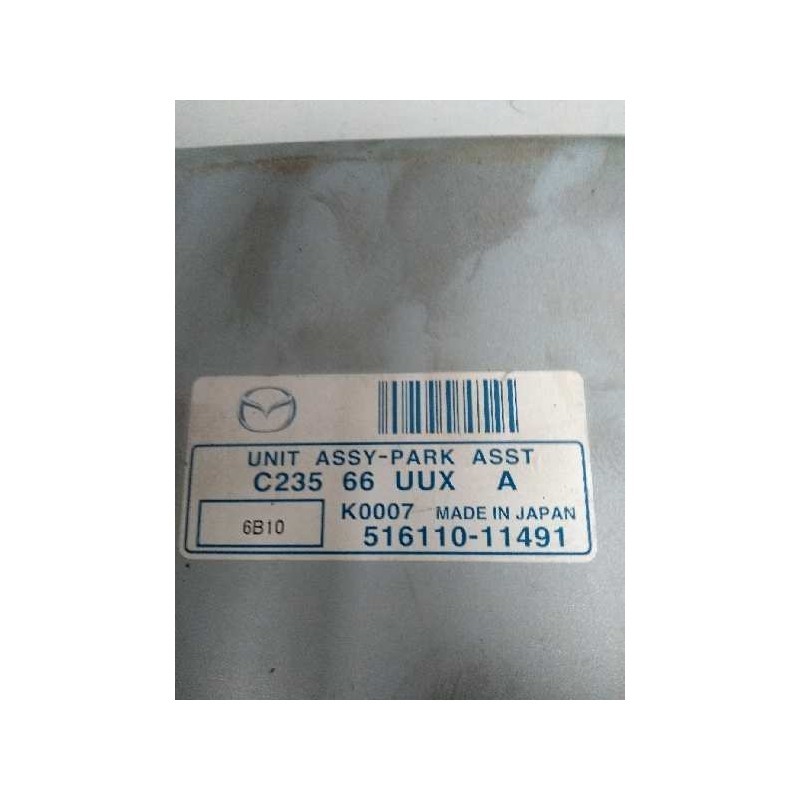 UNIT ASSY-PARK ASST
C235 66 UUX A
6B10
K0007 MADE IN JAPAN
516110-11491